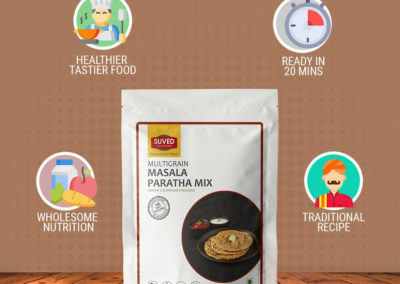 HEALTHIER
TASTIER FOOD
READY IN
20 MINS
SUVED
MULTIGRAIN
MASALA
PARATHA MIX
WHOLESOME
NUTRITION
TRADITIONAL
RECIPE